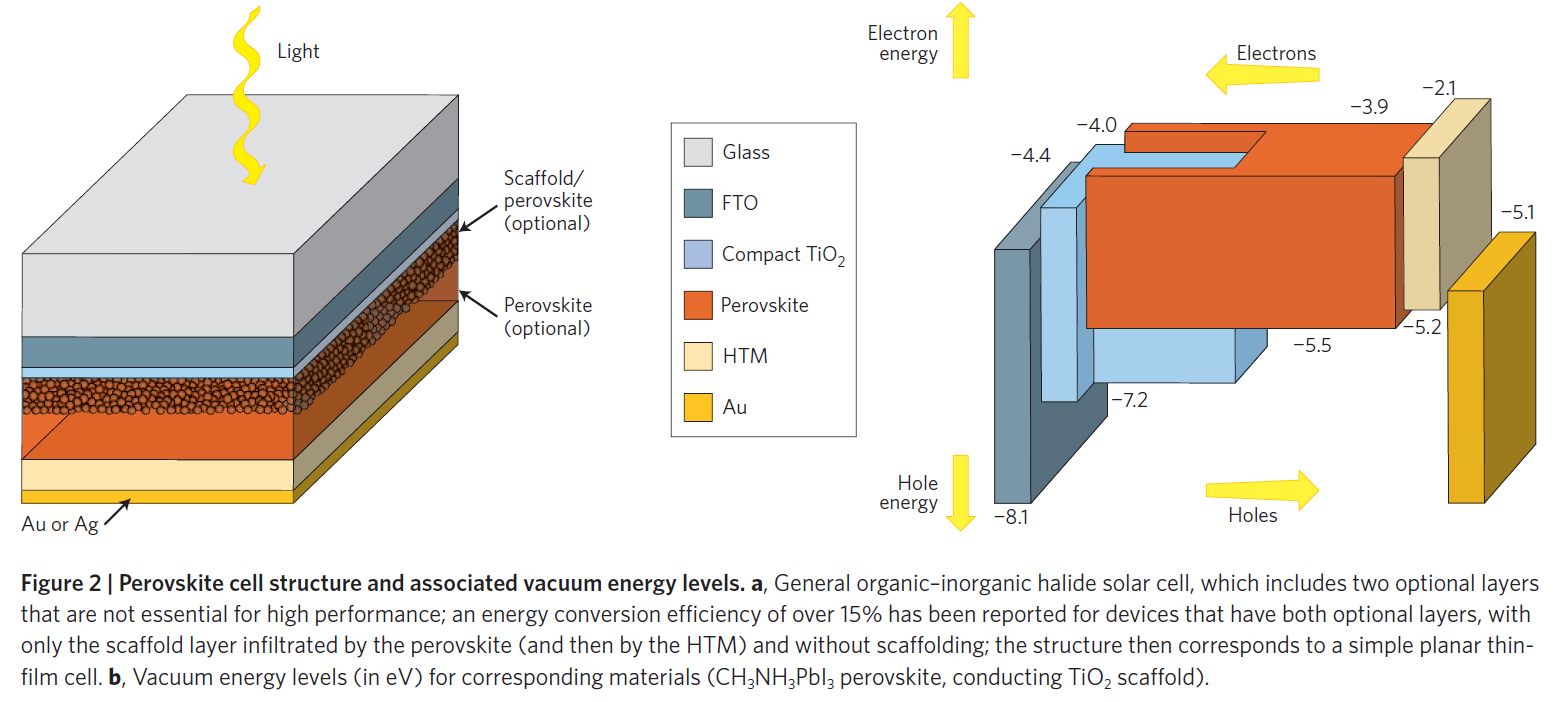 Light
Scaffold/
perovskite
(optional)
Perovskite
(optional)
Au or Ag
Glass
FTO
Compact TiO₂
Perovskite
HTM
Au
Electron
energy
Electrons
−2.1
−3.9
−4.0
−4.4
−5.1
−5.2
−5.5
−7.2
Hole
energy
−8.1
Holes
Figure 2 | Perovskite cell structure and associated vacuum energy levels. a, General organic–inorganic halide solar cell, which includes two optional layers
that are not essential for high performance; an energy conversion efficiency of over 15% has been reported for devices that have both optional layers, with
only the scaffold layer infiltrated by the perovskite (and then by the HTM) and without scaffolding; the structure then corresponds to a simple planar thin-
film cell. b, Vacuum energy levels (in eV) for corresponding materials (CH₃NH₃PbI₃ perovskite, conducting TiO₂ scaffold).